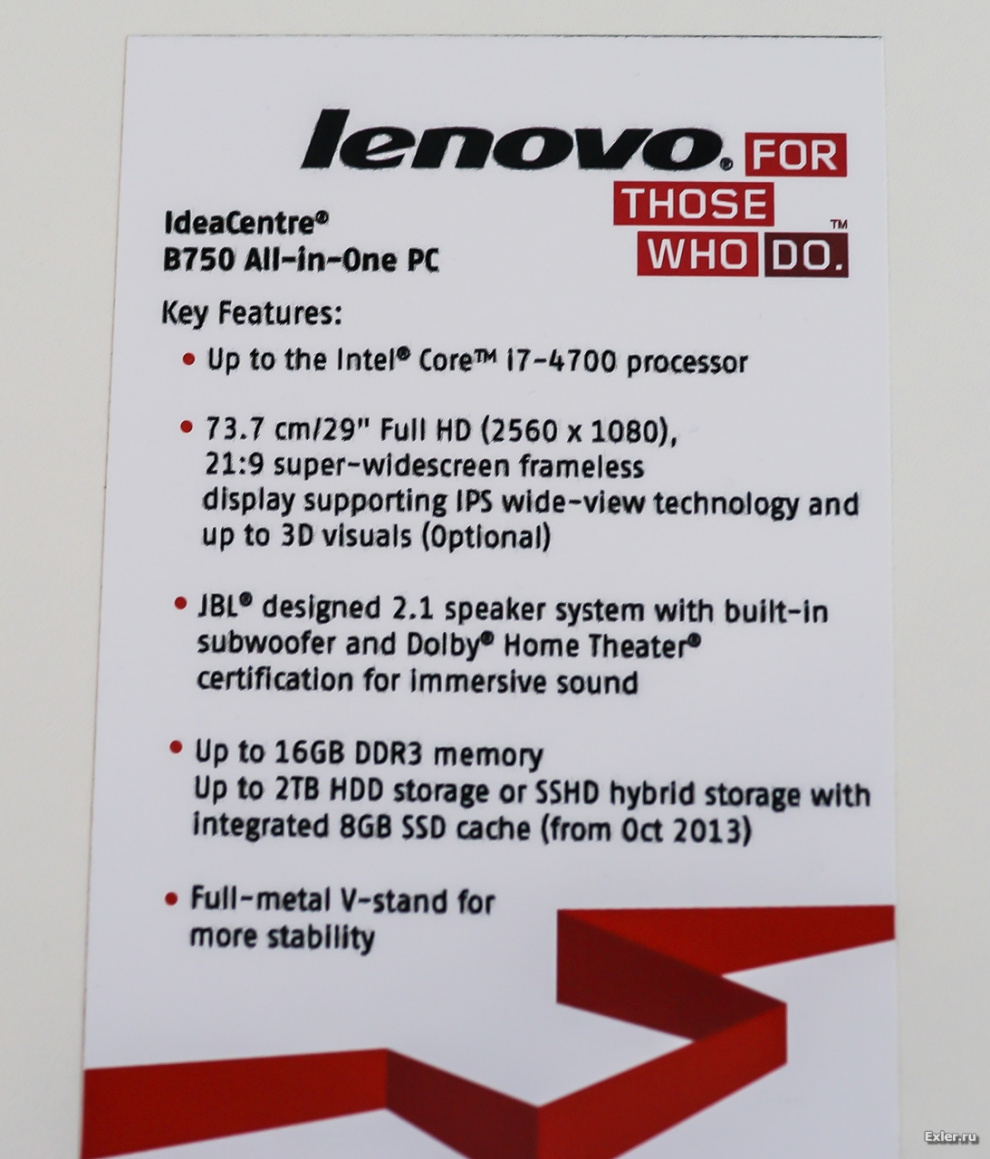 lenovo® FOR
THOSE
WHO DO.™
IdeaCentre®
B750 All-in-One PC
Key Features:
• Up to the Intel® Core™ i7-4700 processor
• 73.7 cm/29" Full HD (2560 x 1080),
21:9 super-widescreen frameless
display supporting IPS wide-view technology and
up to 3D visuals (Optional)
• JBL® designed 2.1 speaker system with built-in
subwoofer and Dolby® Home Theater®
certification for immersive sound
• Up to 16GB DDR3 memory
Up to 2TB HDD storage or SSHD hybrid storage with
integrated 8GB SSD cache (from Oct 2013)
• Full-metal V-stand for
more stability
Exler.ru